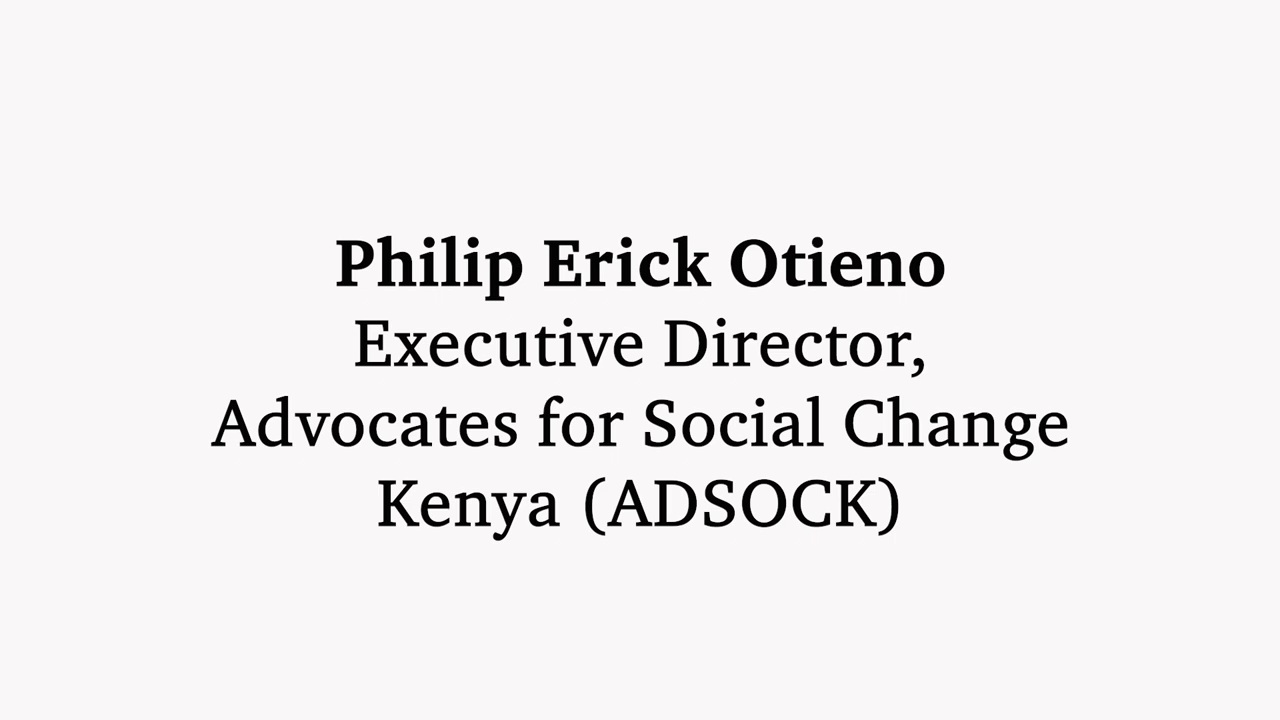 Philip Erick Otieno
Executive Director,
Advocates for Social Change
Kenya (ADSOCK)